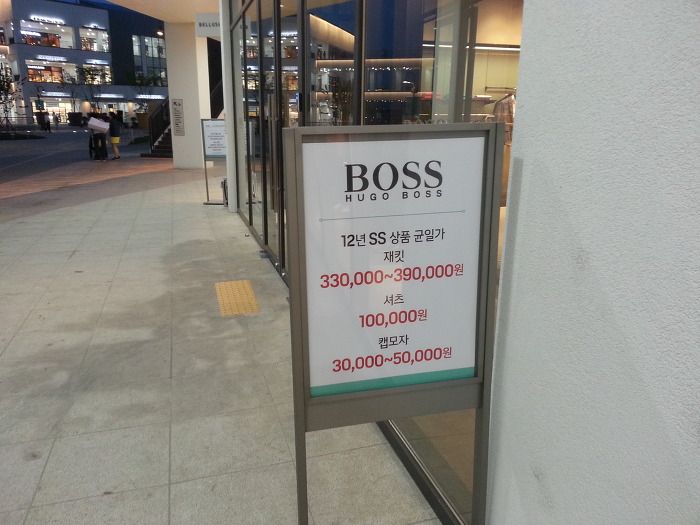 BOSS
HUGO BOSS
12년 SS 상품 균일가
재킷
330,000~390,000원
셔츠
100,000원
캡모자
30,000~50,000원